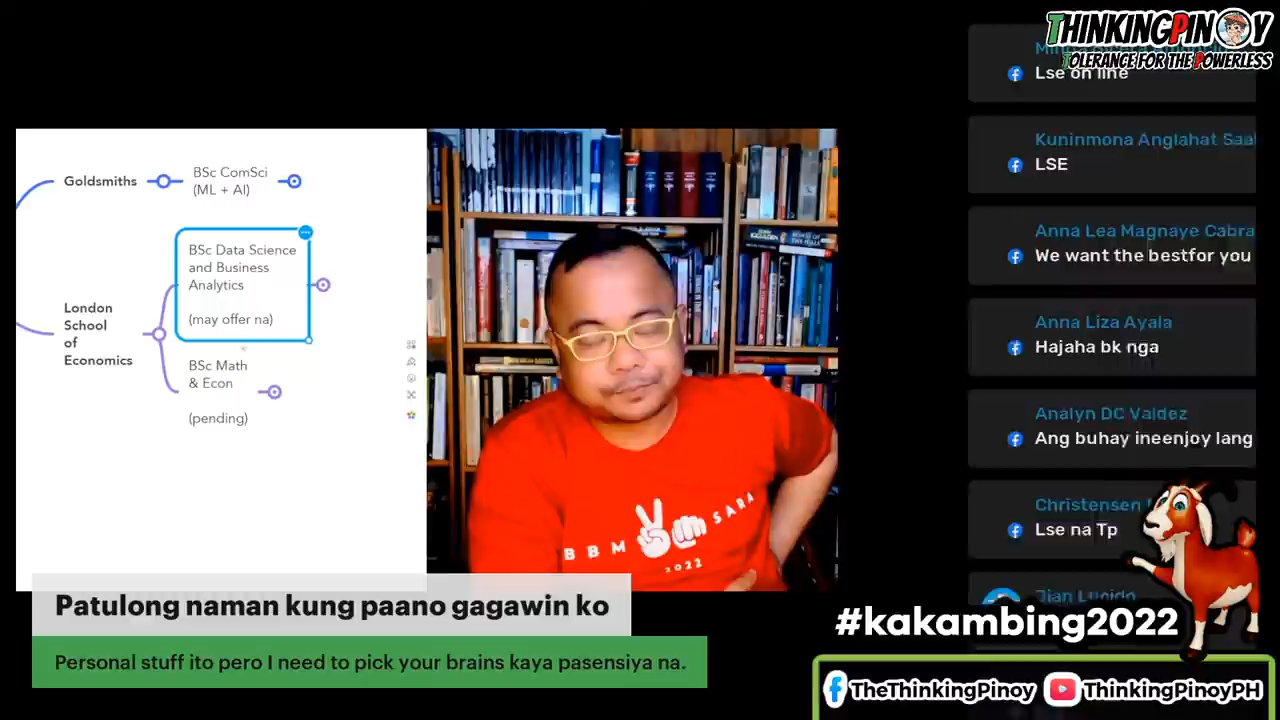 THINKINGPINOY
TOLERANCE FOR THE POWERLESS
Goldsmiths
BSc ComSci
(ML + AI)
BSc Data Science
and Business
Analytics
(may offer na)
London
School
of
Economics
BSc Math
& Econ
(pending)
BBM SARA
2022
Lse on line
Kuninmona Anglahat
LSE
Anna Lea Magnaye Cabra
We want the bestfor you
Anna Liza Ayala
Hajaha bk nga
Analyn DC Valdez
Ang buhay ineenjoy lang
Christensen
Lse na Tp
Jian Lucido
Patulong naman kung paano gagawin ko
Personal stuff ito pero I need to pick your brains kaya pasensiya na.
#kakambing2022
TheThinkingPinoy
ThinkingPinoyPH